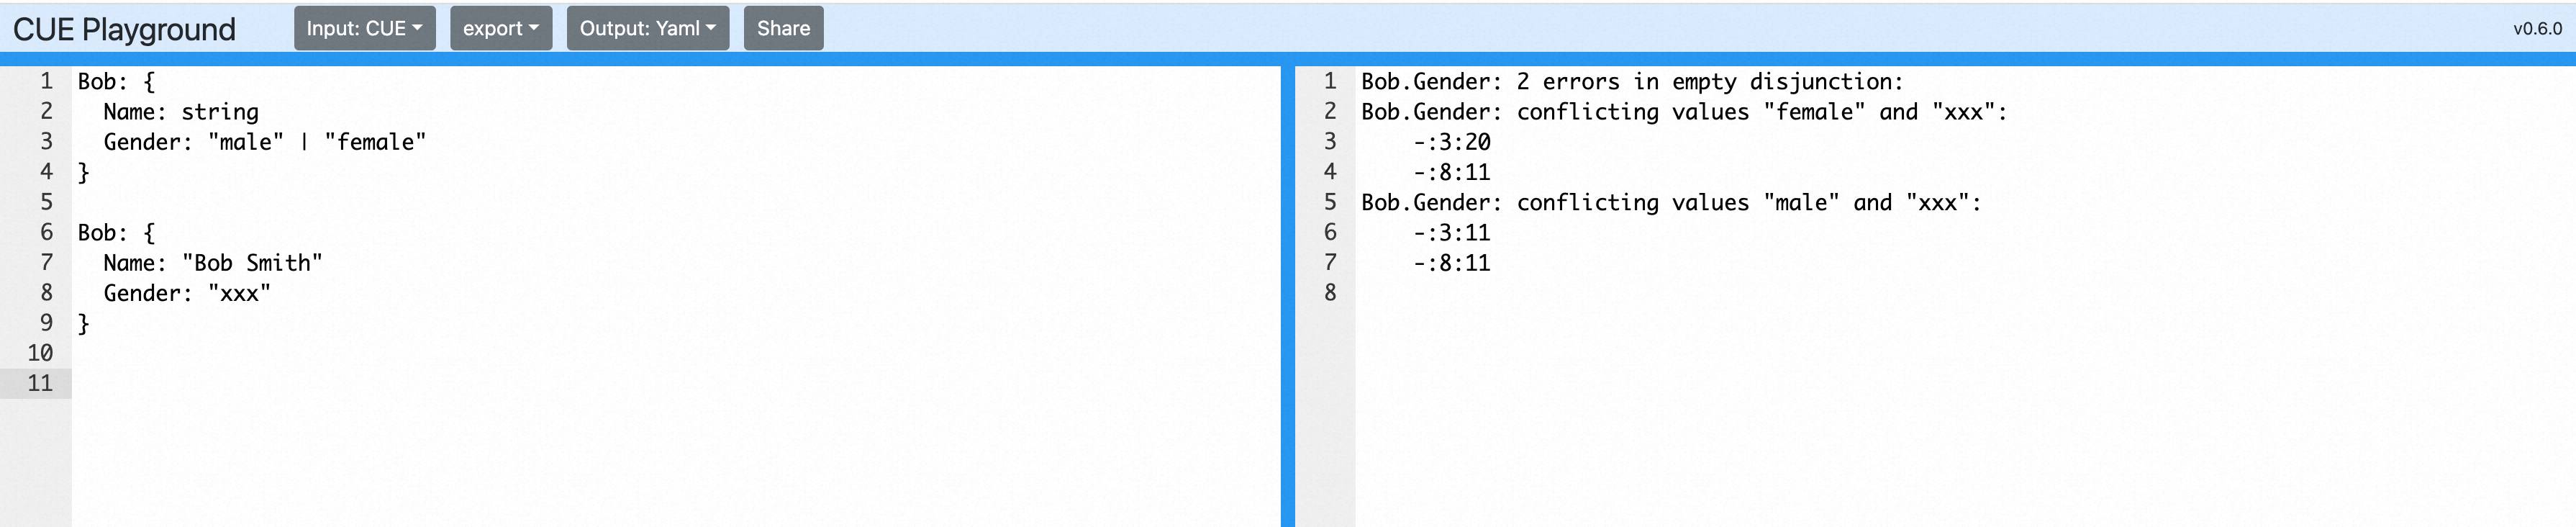 CUE Playground Input: CUE export Output: Yaml Share v0.6.0
1 Bob: {
2   Name: string
3   Gender: "male" | "female"
4 }
5
6 Bob: {
7   Name: "Bob Smith"
8   Gender: "xxx"
9 }
10
11
1 Bob.Gender: 2 errors in empty disjunction:
2 Bob.Gender: conflicting values "female" and "xxx":
3     -:3:20
4     -:8:11
5 Bob.Gender: conflicting values "male" and "xxx":
6     -:3:11
7     -:8:11
8